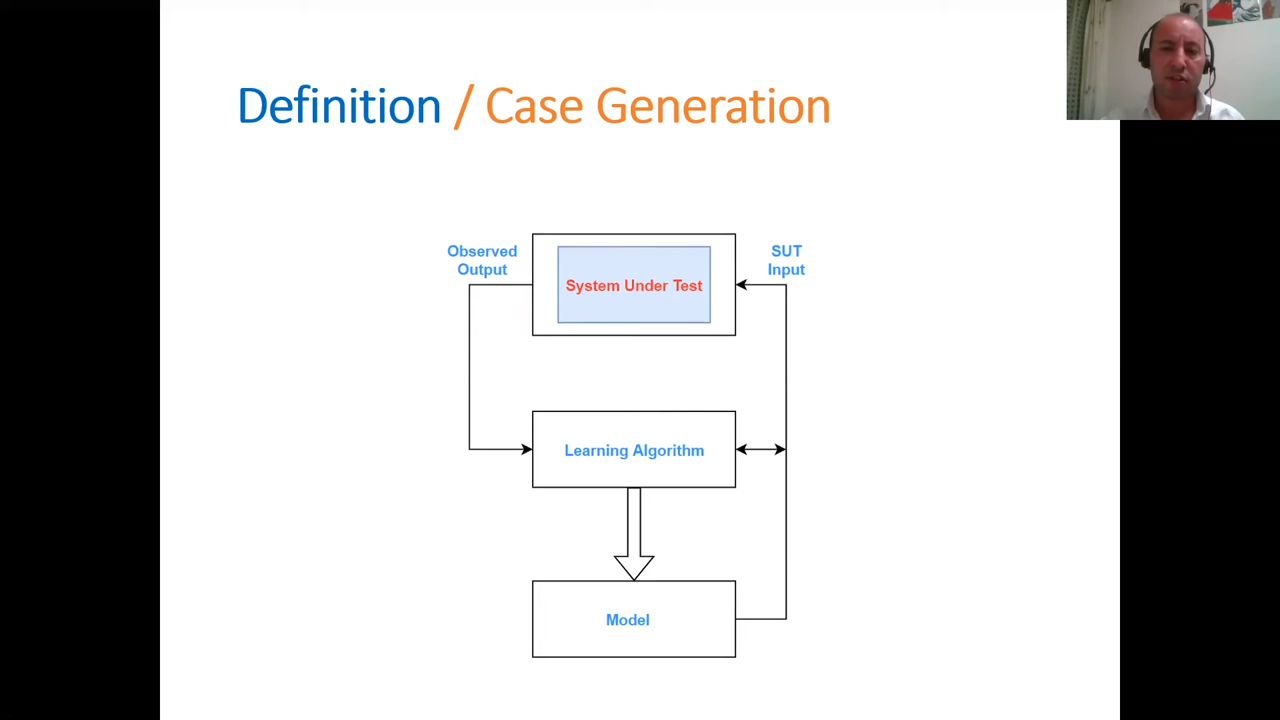 Definition / Case Generation
Observed
Output
System Under Test
SUT
Input
Learning Algorithm
Model